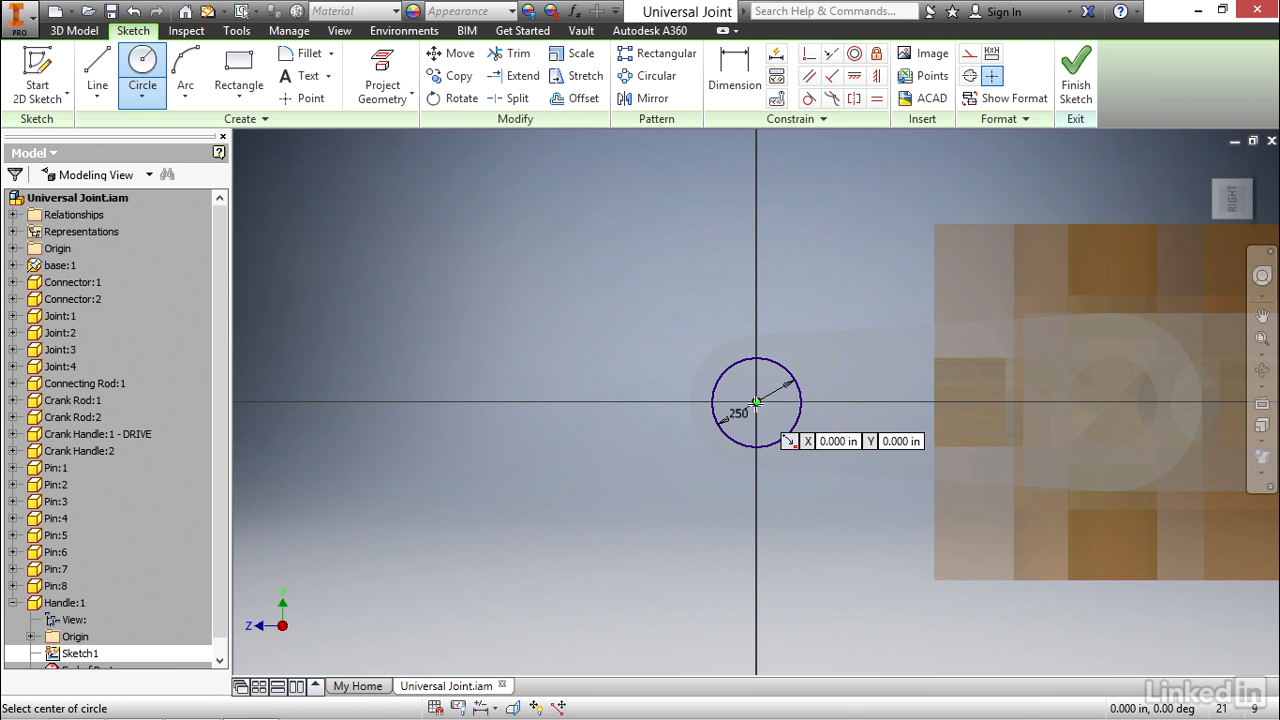 Material
Appearance
Universal Joint
Search Help & Commands...
Sign In
PRO
3D Model
Sketch
Inspect
Tools
Manage
View
Environments
BIM
Get Started
Vault
Autodesk A360
Start
2D Sketch
Line
Circle
Arc
Rectangle
Fillet
Text
Point
Project
Geometry
Move
Copy
Rotate
Trim
Extend
Split
Scale
Stretch
Offset
Rectangular
Circular
Mirror
Dimension
Image
Points
ACAD
Show Format
Finish
Sketch
Sketch
Create
Modify
Pattern
Constrain
Insert
Format
Exit
Model
Modeling View
Universal Joint.iam
Relationships
Representations
Origin
base:1
Connector:1
Connector:2
Joint:1
Joint:2
Joint:3
Joint:4
Connecting Rod:1
Crank Rod:1
Crank Rod:2
Crank Handle:1 - DRIVE
Crank Handle:2
Pin:1
Pin:2
Pin:3
Pin:4
Pin:5
Pin:6
Pin:7
Pin:8
Handle:1
View:
Origin
Sketch1
RIGHT
250
X 0.000 in Y 0.000 in
Y
Z
My Home
Universal Joint.iam
LinkedIn
Select center of circle
0.000 in, 0.00 deg
21
9